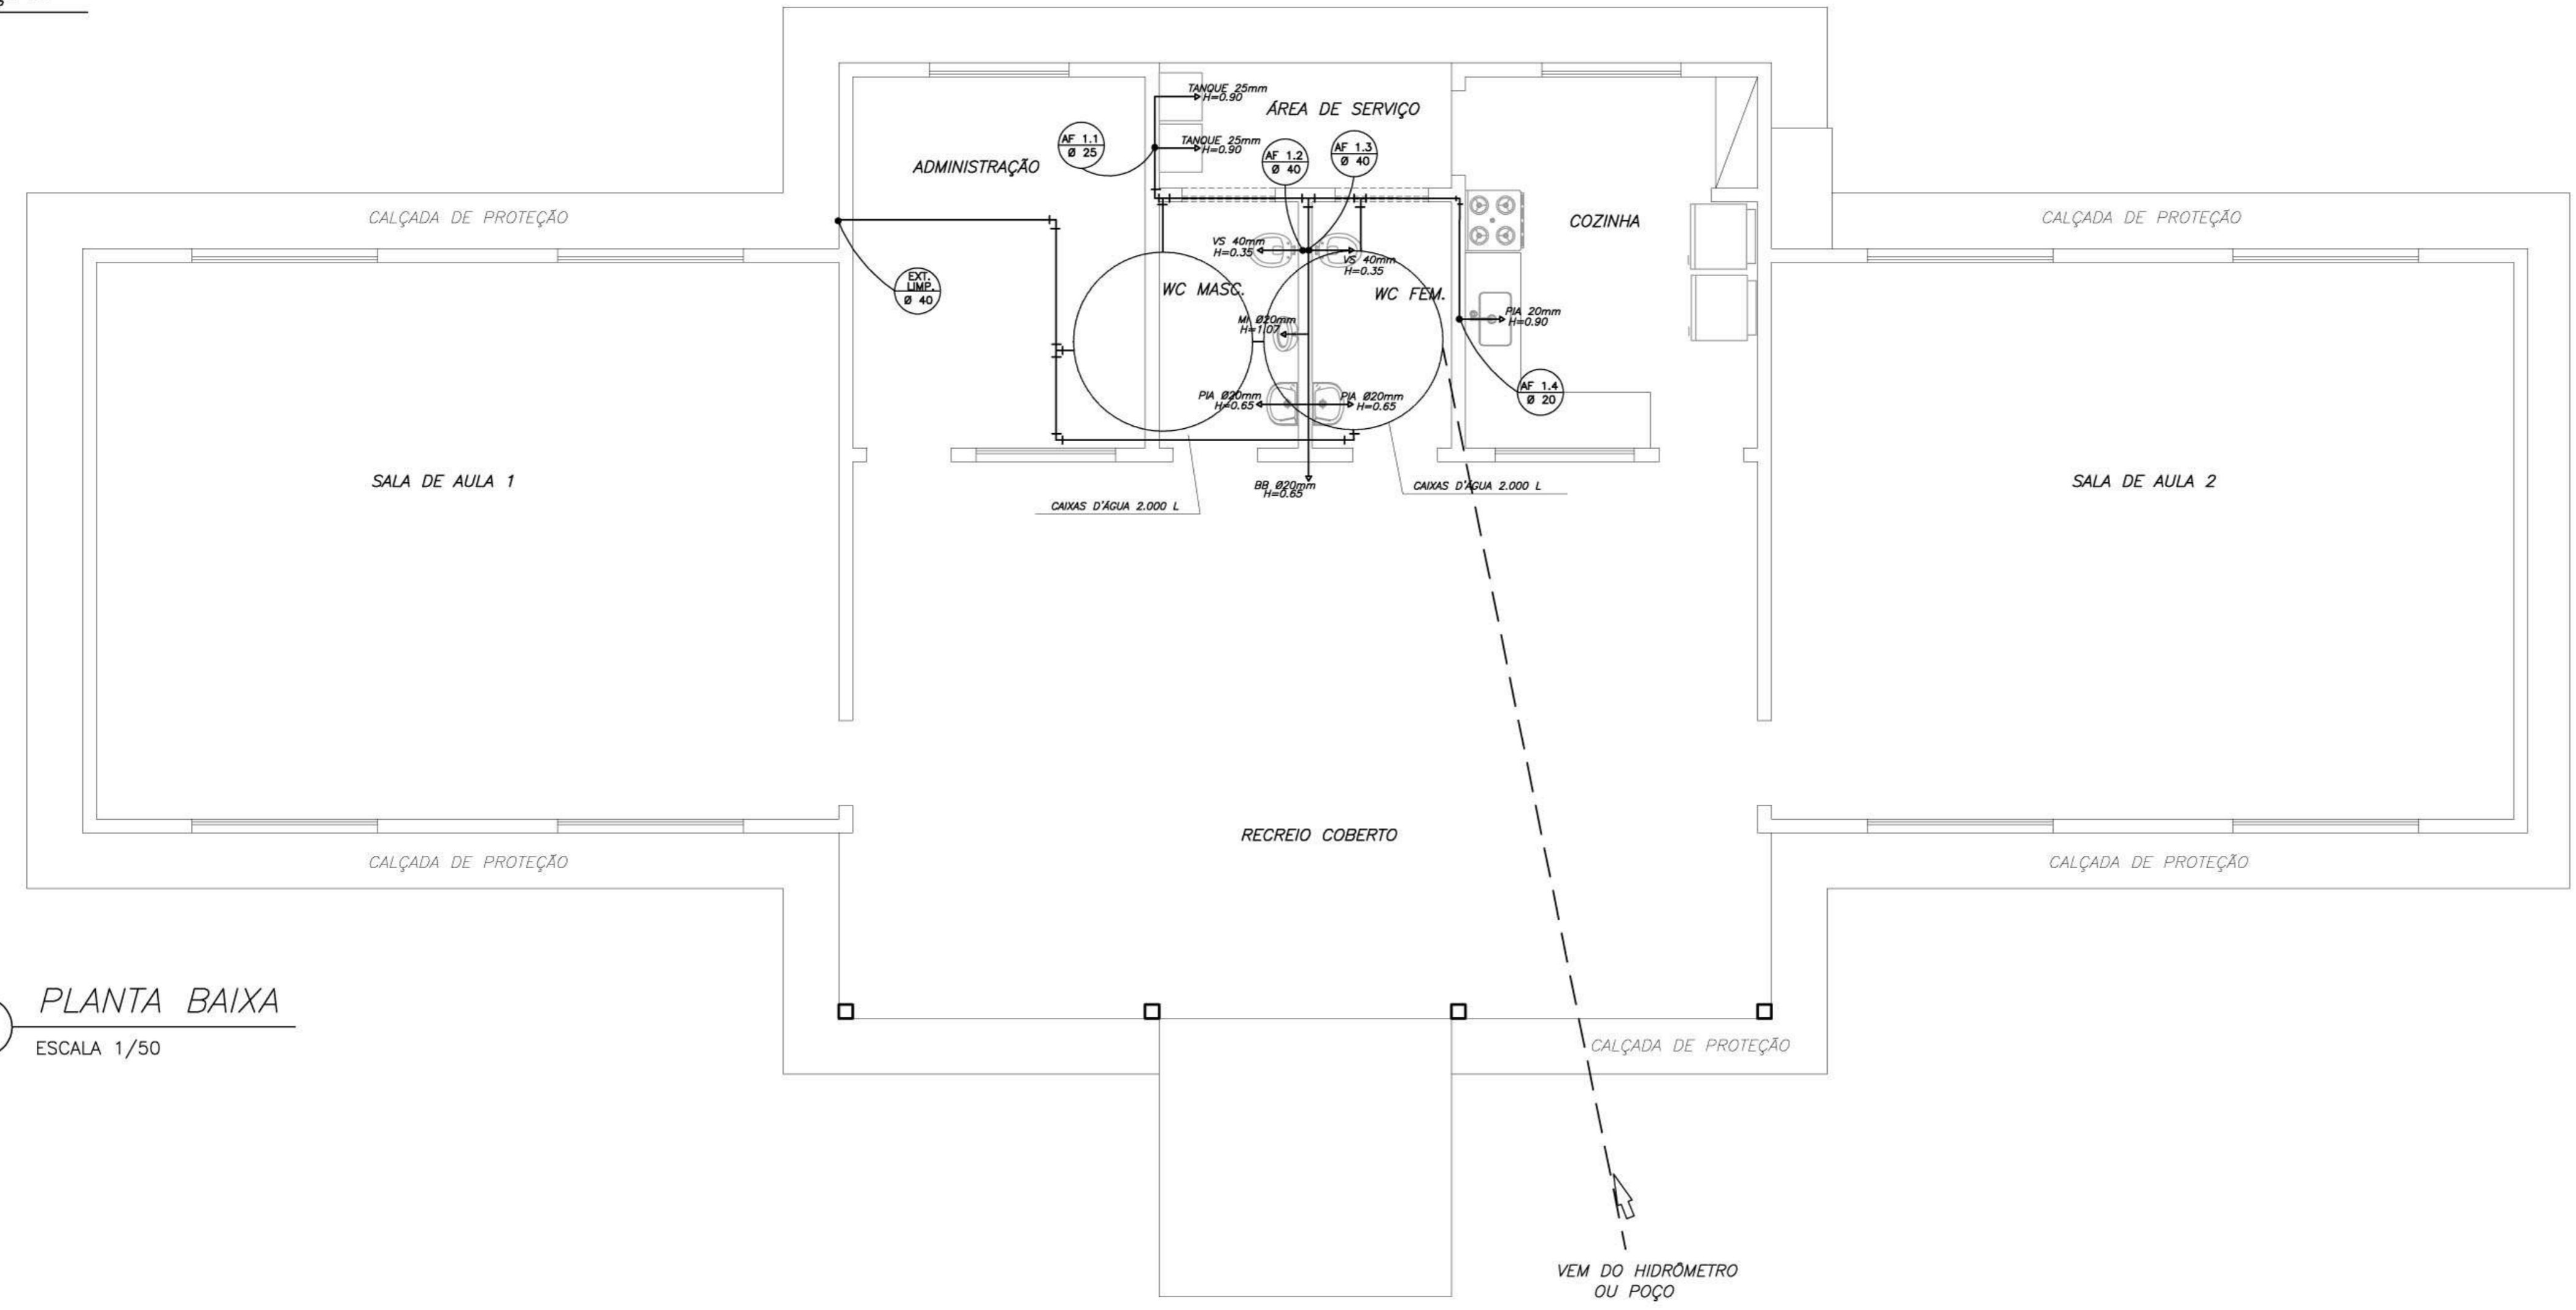 TANQUE 25mm
H=0.90
ÁREA DE SERVIÇO
AF 1.1
Ø 25
TANQUE 25mm
H=0.90
AF 1.2
Ø 40
AF 1.3
Ø 40
ADMINISTRAÇÃO
CALÇADA DE PROTEÇÃO
COZINHA
CALÇADA DE PROTEÇÃO
VS 40mm
H=0.35
VS 40mm
H=0.35
EXT.
LIMP.
Ø 40
WC MASC.
WC FEM.
MI Ø20mm
H=1.07
PIA 20mm
H=0.90
PIA Ø20mm
H=0.65
PIA Ø20mm
H=0.65
AF 1.4
Ø 20
SALA DE AULA 1
BB Ø20mm
H=0.65
CAIXAS D'ÁGUA 2.000 L
CAIXAS D'ÁGUA 2.000 L
SALA DE AULA 2
RECREIO COBERTO
CALÇADA DE PROTEÇÃO
CALÇADA DE PROTEÇÃO
PLANTA BAIXA
ESCALA 1/50
CALÇADA DE PROTEÇÃO
VEM DO HIDRÔMETRO
OU POÇO